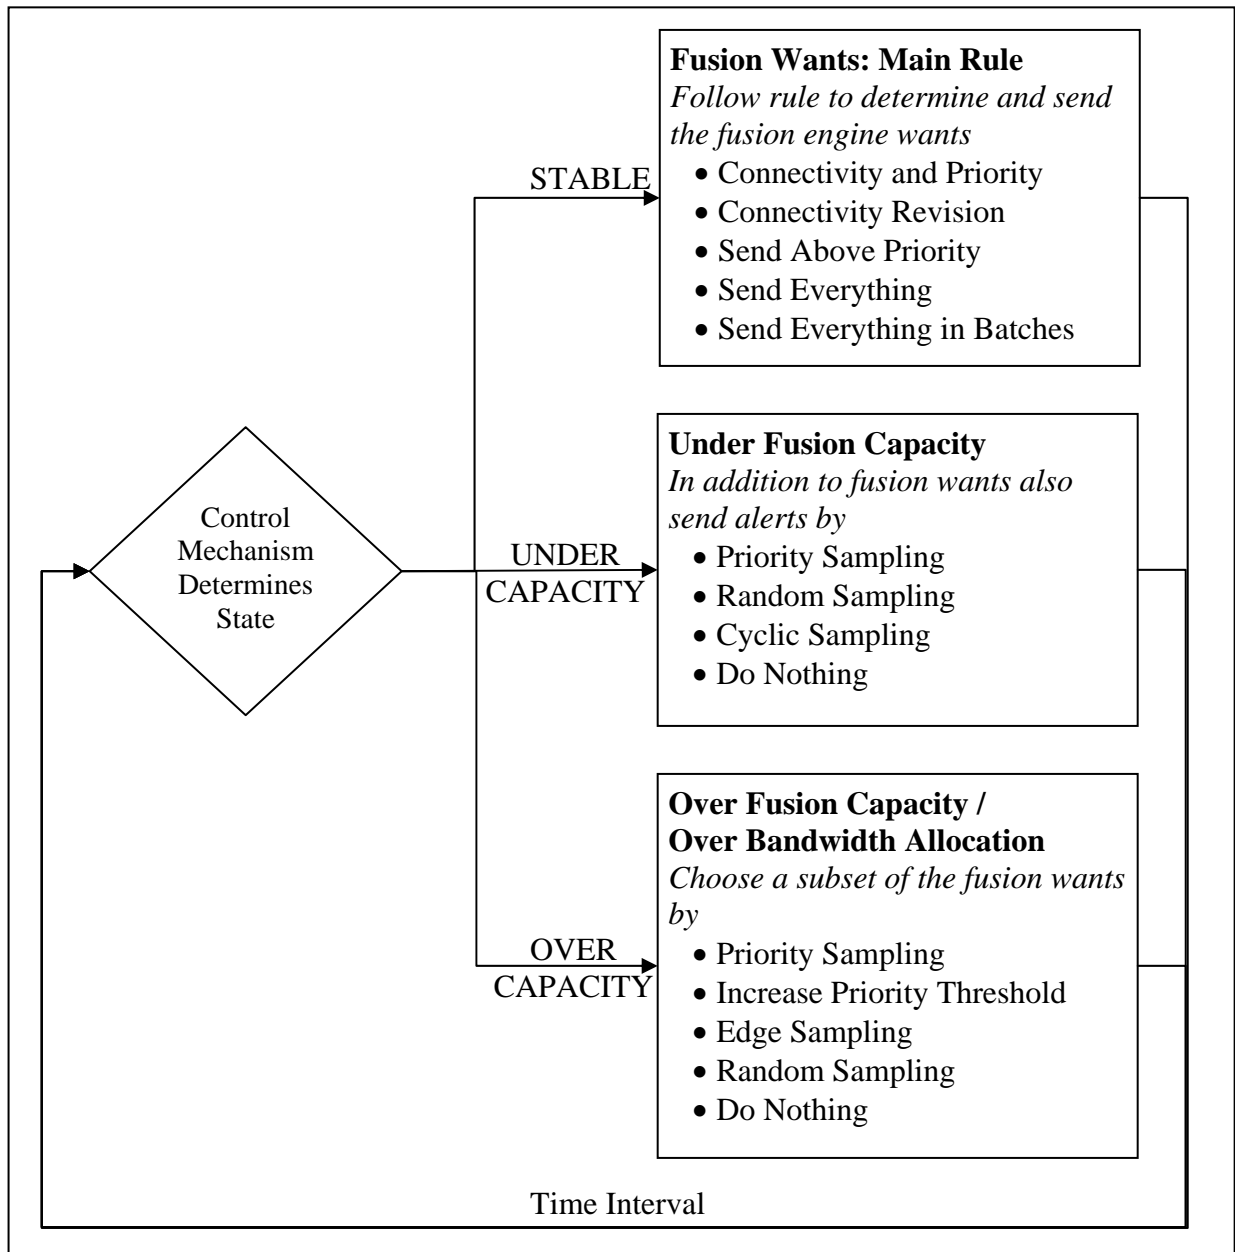 Fusion Wants: Main Rule
Follow rule to determine and send
the fusion engine wants
• Connectivity and Priority
• Connectivity Revision
• Send Above Priority
• Send Everything
• Send Everything in Batches
STABLE
Under Fusion Capacity
In addition to fusion wants also
send alerts by
• Priority Sampling
• Random Sampling
• Cyclic Sampling
• Do Nothing
Control
Mechanism
Determines
State
UNDER
CAPACITY
Over Fusion Capacity /
Over Bandwidth Allocation
Choose a subset of the fusion wants
by
• Priority Sampling
• Increase Priority Threshold
• Edge Sampling
• Random Sampling
• Do Nothing
OVER
CAPACITY
Time Interval